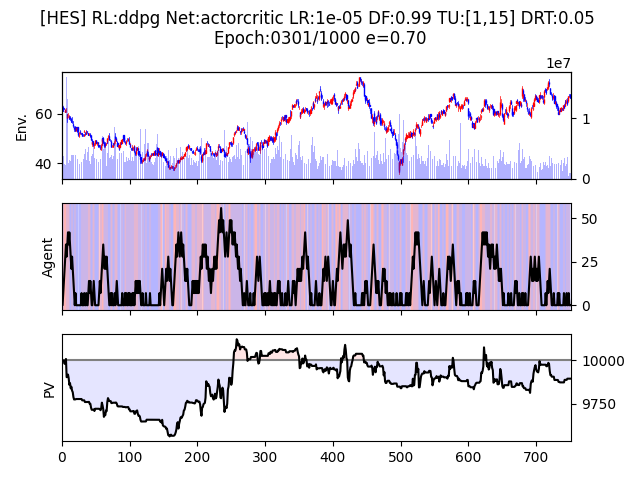 [HES] RL:ddpg Net:actorcritic LR:1e-05 DF:0.99 TU:[1,15] DRT:0.05
Epoch:0301/1000 e=0.70
1e7
Env.
60
40
1
0
Agent
50
25
0
PV
10000
9750
0
100
200
300
400
500
600
700